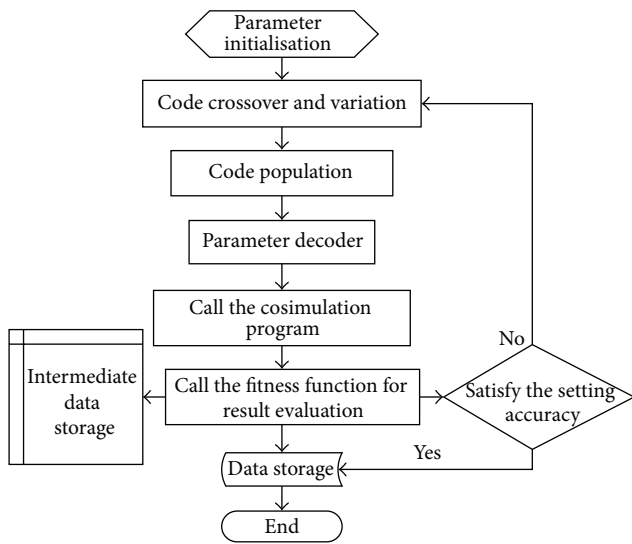 Parameter
initialisation
Code crossover and variation
Code population
Parameter decoder
Call the cosimulation
program
No
Intermediate
data
storage
Call the fitness function for
result evaluation
Satisfy the setting
accuracy
Yes
Data storage
End